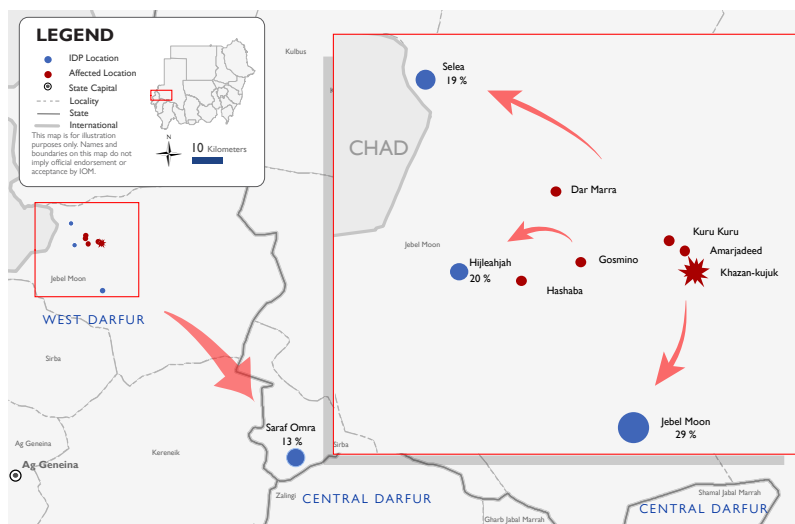 LEGEND
IDP Location
Affected Location
State Capital
Locality
State
International
This map is for illustration
purposes only. Names and
boundaries on this map do not
imply official endorsement or
acceptance by IOM.
N
10 Kilometers
Kulbus
Selea
19 %
CHAD
Dar Marra
Jebel Moon
Hijleahjah
20 %
Hashaba
Gosmino
Kuru Kuru
Amarjadeed
Khazan-kujuk
Jebel Moon
29 %
Jebel Moon
WEST DARFUR
Sirba
Saraf Omra
13 %
Sirba
Ag Geneina
Kereneik
Ag-Geneina
Zalingi
CENTRAL DARFUR
Gharb Jabal Marrah
Shamal Jabal Marrah
CENTRAL DARFUR